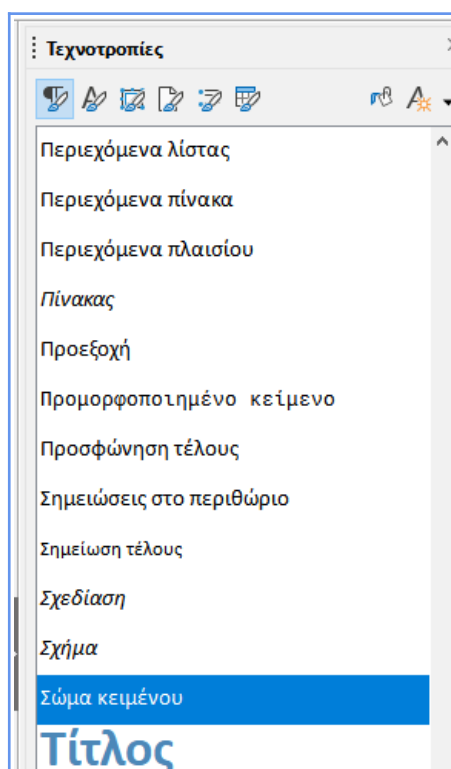 Τεχνοτροπίες
Περιεχόμενα λίστας
Περιεχόμενα πίνακα
Περιεχόμενα πλαισίου
Πίνακας
Προεξοχή
Προμορφοποιημένο κείμενο
Προσφώνηση τέλους
Σημειώσεις στο περιθώριο
Σημείωση τέλους
Σχεδίαση
Σχήμα
Σώμα κειμένου
Τίτλος